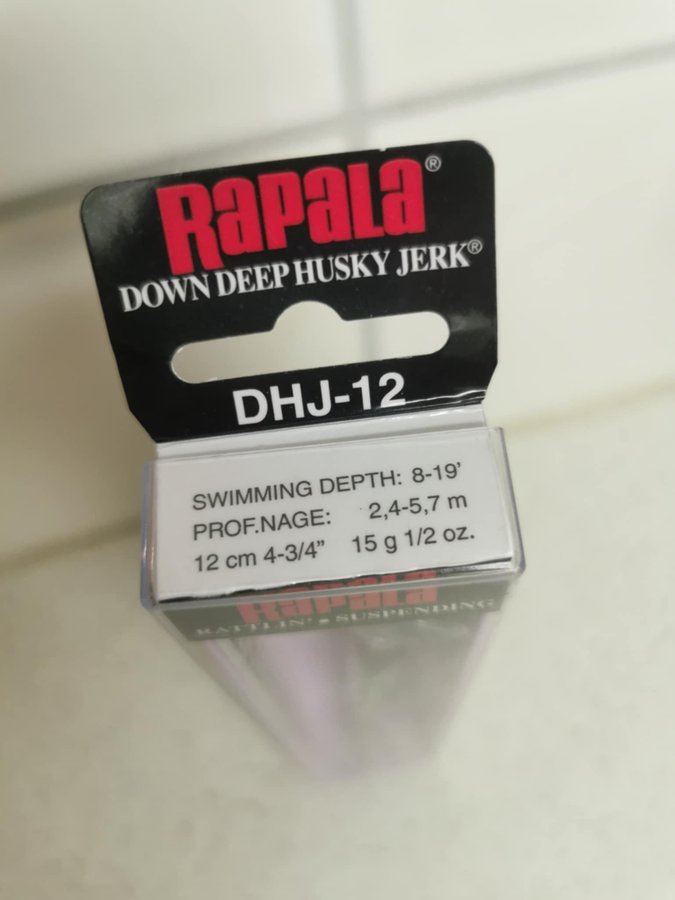 RAPALA®
DOWN DEEP HUSKY JERK®
DHJ-12
SWIMMING DEPTH: 8-19'
PROF.NAGE: 2,4-5,7 m
12 cm 4-3/4” 15 g 1/2 oz.
RAPALA
RATTLIN' • SUSPENDING